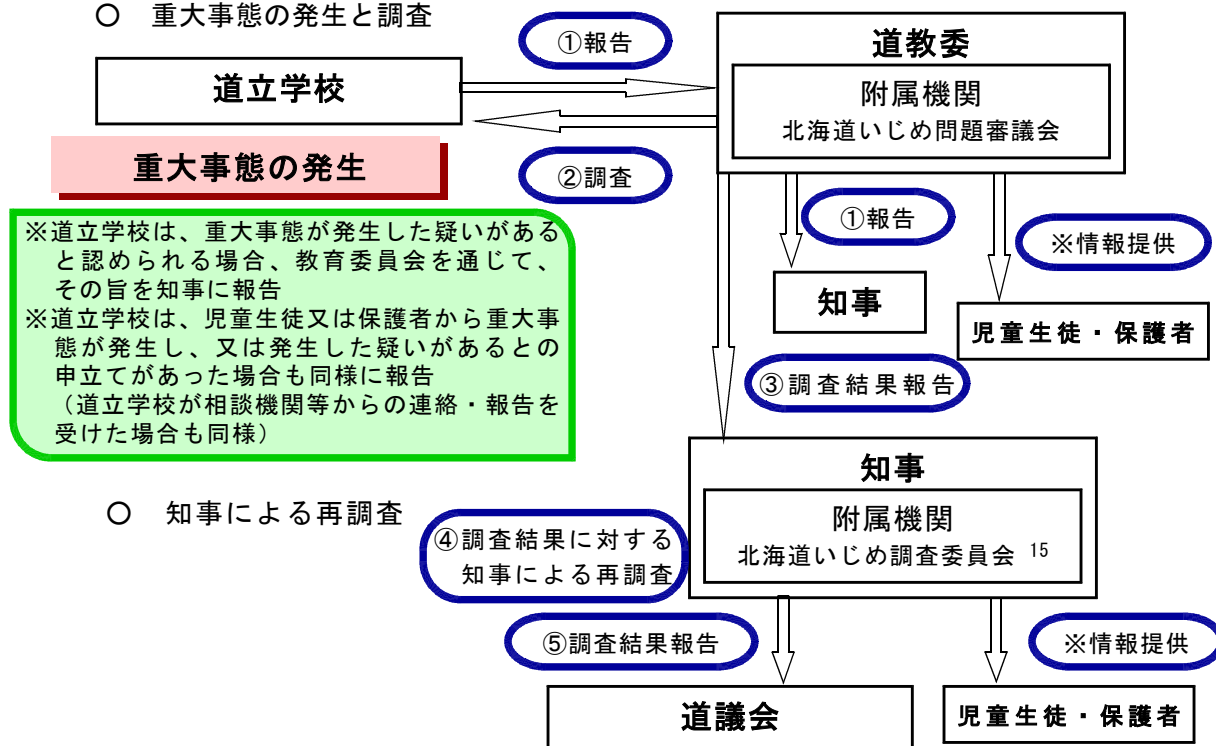 ○　重大事態の発生と調査
①報告
道立学校
道教委
附属機関
北海道いじめ問題審議会
重大事態の発生
②調査
①報告
※情報提供
※道立学校は、重大事態が発生した疑いがある
と認められる場合、教育委員会を通じて、
その旨を知事に報告
※道立学校は、児童生徒又は保護者から重大事
態が発生し、又は発生した疑いがあるとの
申立てがあった場合も同様に報告
（道立学校が相談機関等からの連絡・報告を
受けた場合も同様）
知事
児童生徒・保護者
③調査結果報告
知事
附属機関
北海道いじめ調査委員会 15
○　知事による再調査
④調査結果に対する
知事による再調査
⑤調査結果報告
※情報提供
道議会
児童生徒・保護者